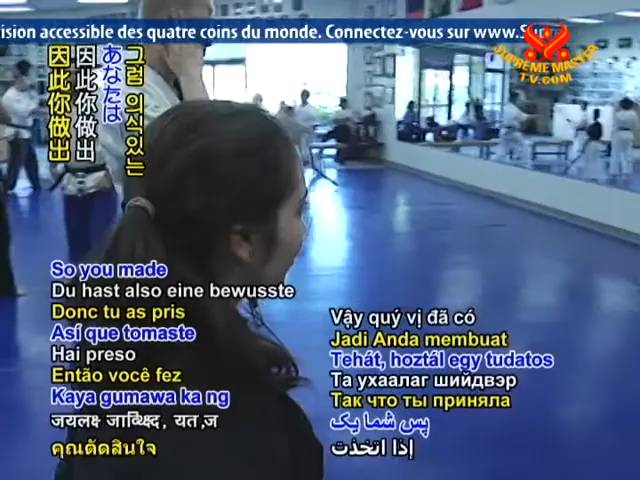 ision accessible des quatre coins du monde. Connectez-vous sur www.Su
SUPREME MASTER
TV.COM
因此你做出
因此你做出
あなたは
그럼 의식있는
So you made
Du hast also eine bewusste
Donc tu as pris
Así que tomaste
Hai preso
Então você fez
Kaya gumawa ka ng
คุณตัดสินใจ
Vậy quý vị đã có
Jadi Anda membuat
Tehát, hoztál egy tudatos
Та ухаалаг шийдвэр
Так что ты приняла
پس شما یک
إذا اتخذت